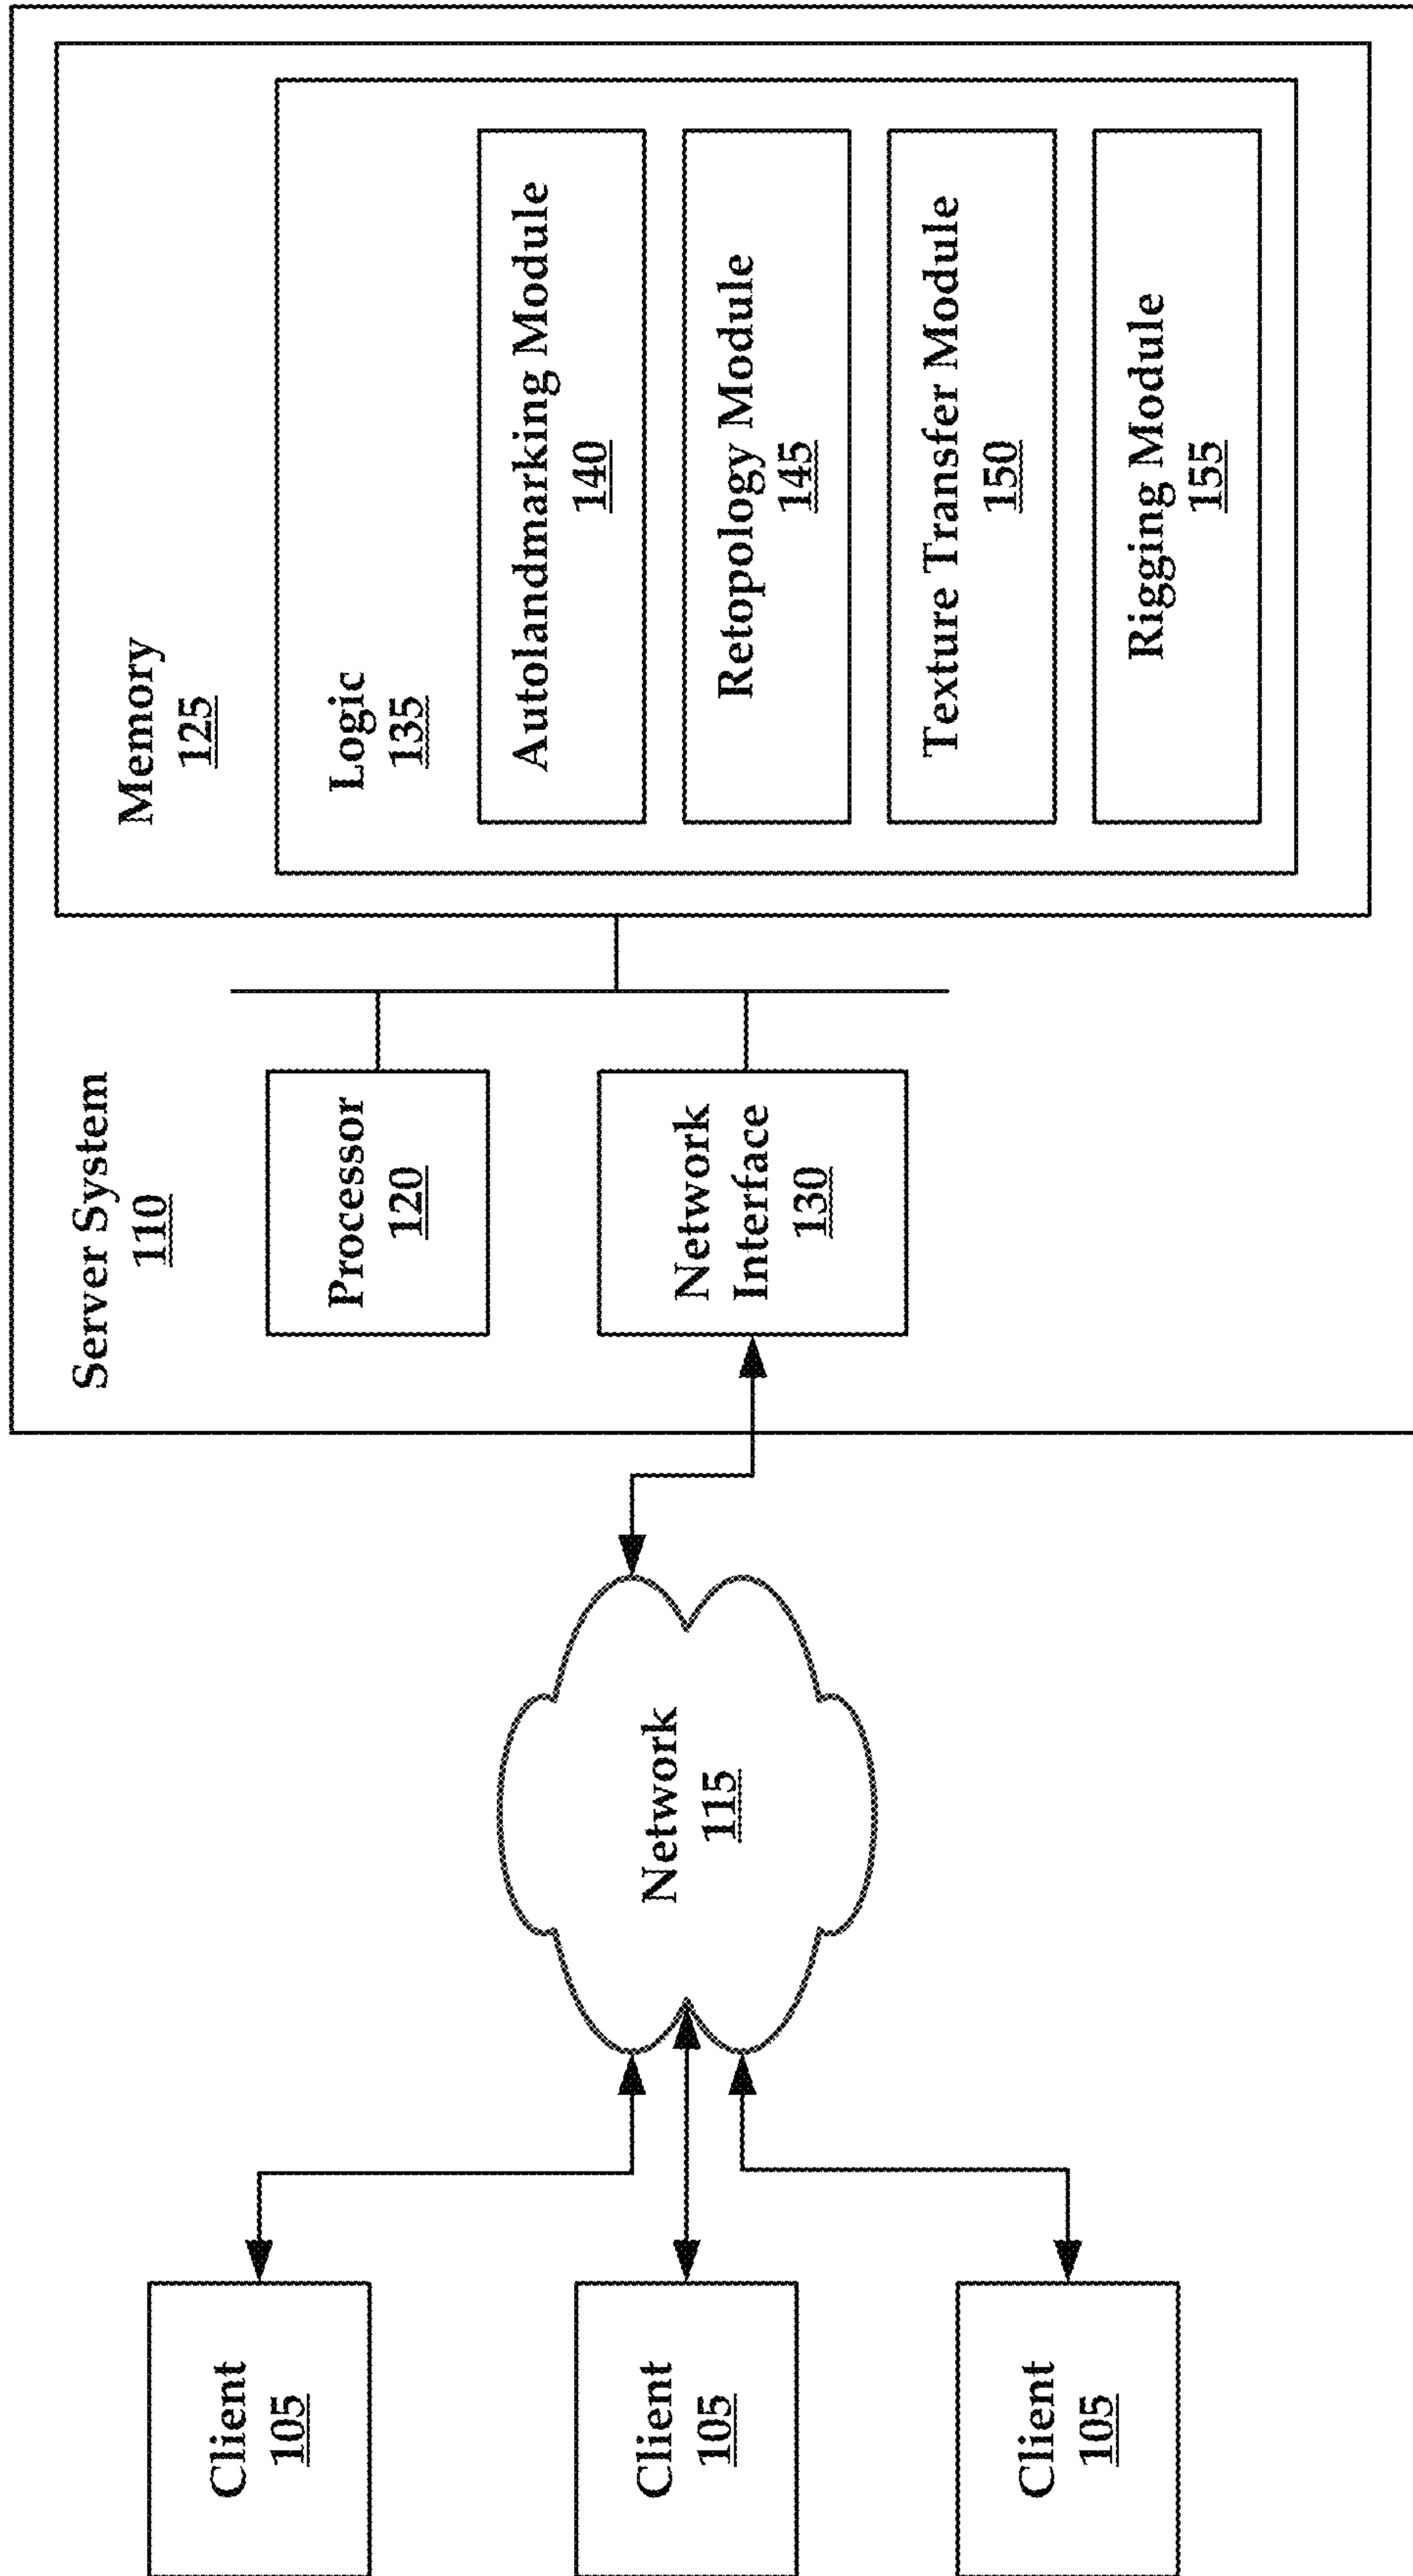 Client
105
Client
105
Client
105
Network
115
Server System
110
Processor
120
Network
Interface
130
Memory
125
Logic
135
Autolandmarking Module
140
Retopology Module
145
Texture Transfer Module
150
Rigging Module
155